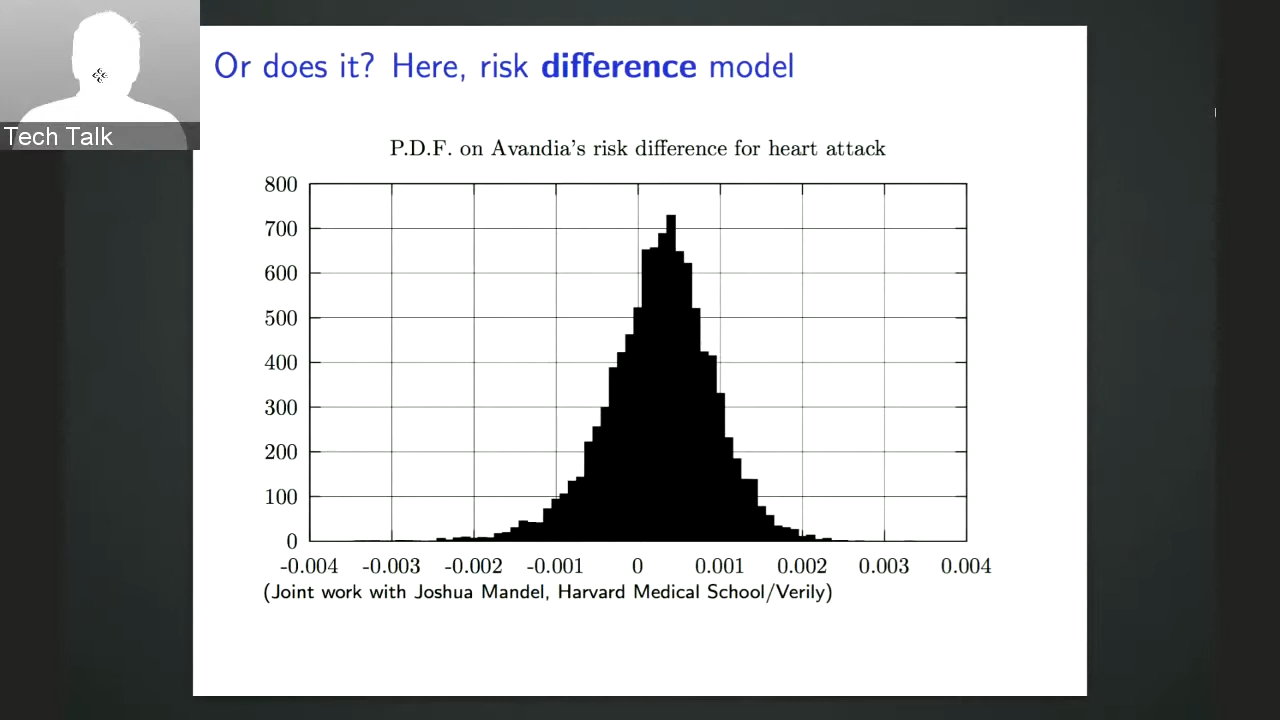 Or does it? Here, risk difference model
Tech Talk
P.D.F. on Avandia's risk difference for heart attack
800
700
600
500
400
300
200
100
0
-0.004 -0.003 -0.002 -0.001 0 0.001 0.002 0.003 0.004
(Joint work with Joshua Mandel, Harvard Medical School/Verily)